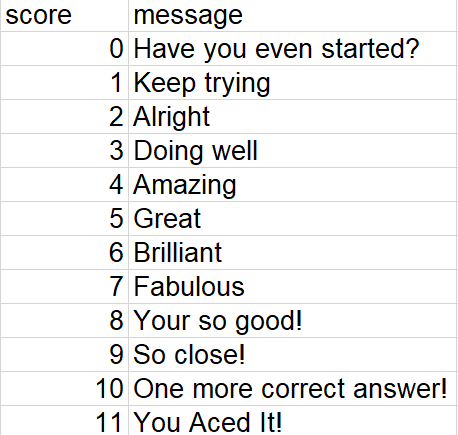 score message
0 Have you even started?
1 Keep trying
2 Alright
3 Doing well
4 Amazing
5 Great
6 Brilliant
7 Fabulous
8 Your so good!
9 So close!
10 One more correct answer!
11 You Aced It!